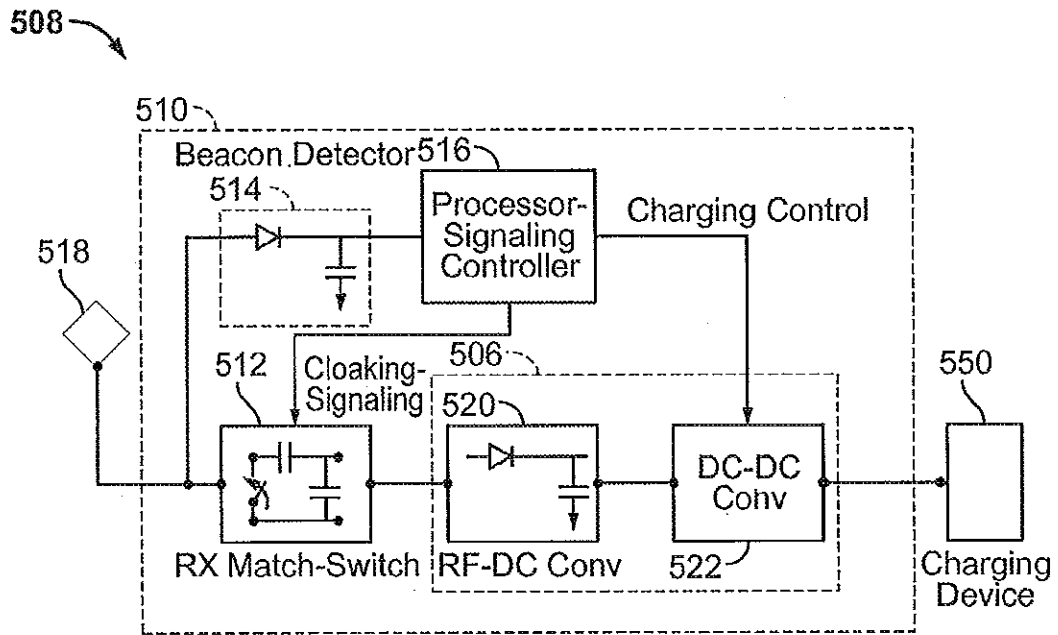 508
510
Beacon Detector
516
514
Processor-
Signaling
Controller
Charging Control
518
512
Cloaking-
Signaling
506
520
550
DC-DC
Conv
RX Match-Switch
RF-DC Conv
522
Charging
Device